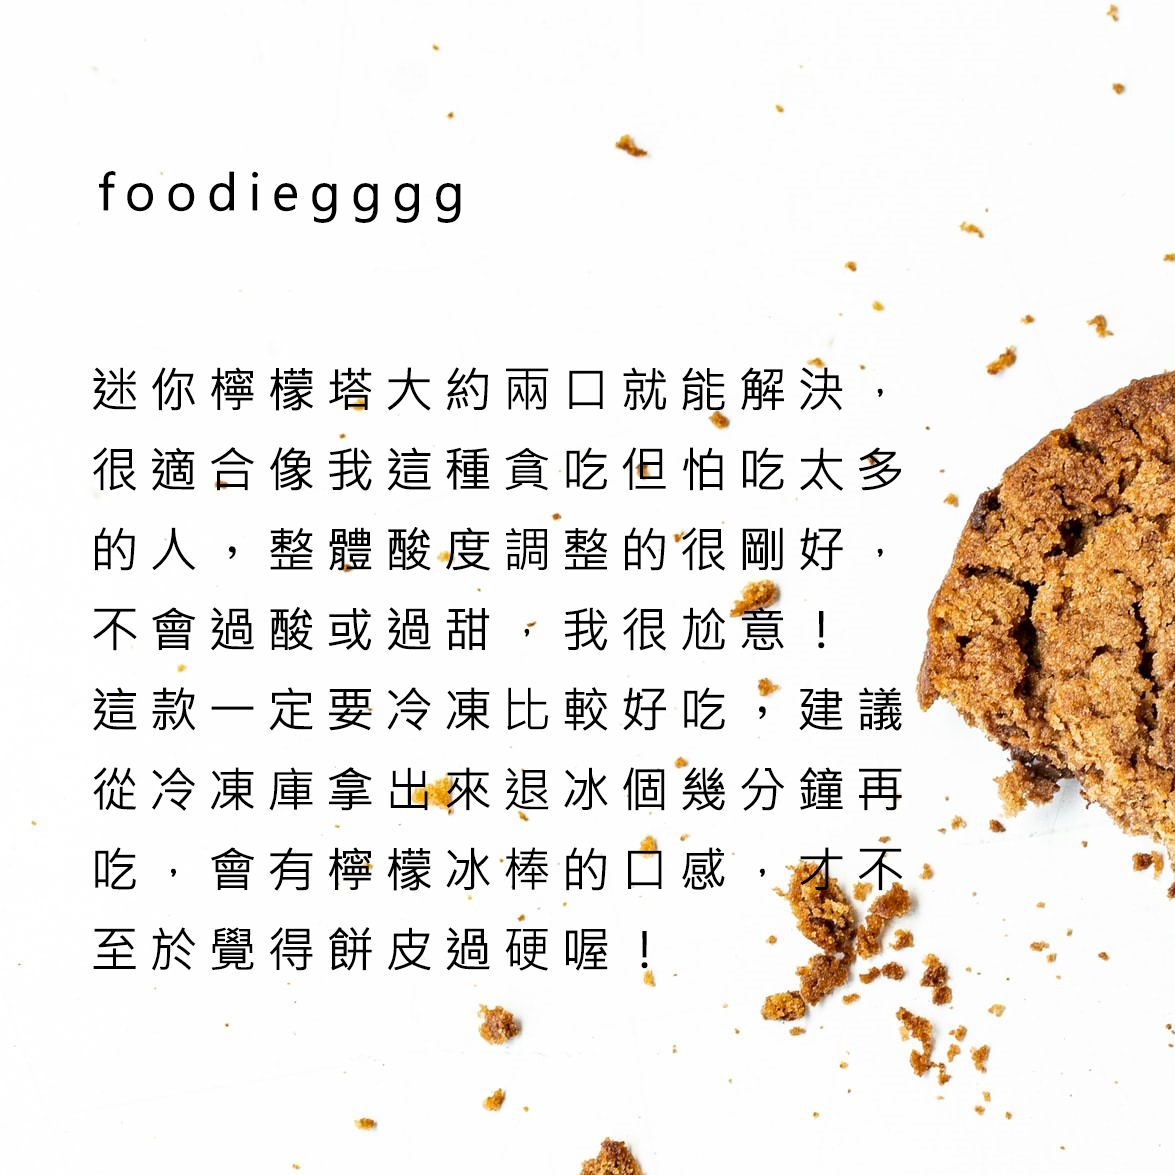 foodiegggg
迷你檸檬塔大約兩口就能解決，
很適合像我這種貪吃但怕吃太多
的人，整體酸度調整的很剛好，
不會過酸或過甜，我很尬意！
這款一定要冷凍比較好吃，建議
從冷凍庫拿出來退冰個幾分鐘再
吃，會有檸檬冰棒的口感，才不
至於覺得餅皮過硬喔！